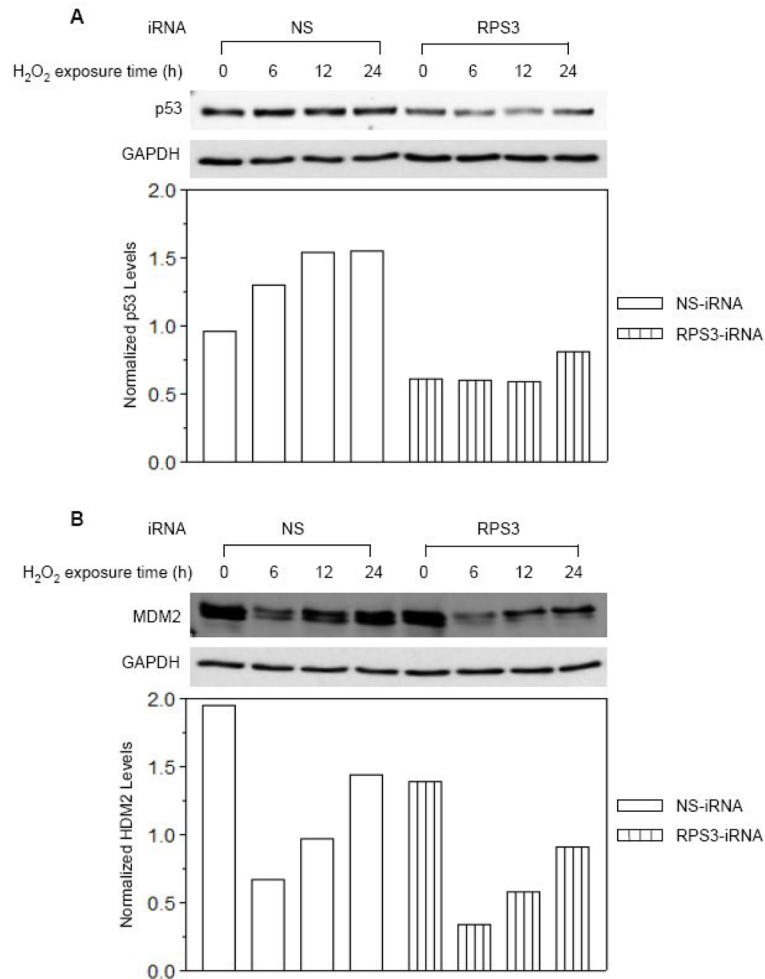 A
iRNA NS RPS3
H2O2 exposure time (h) 0 6 12 24 0 6 12 24
p53
GAPDH
2.0
1.5
1.0
0.5
0.0
Normalized p53 Levels
NS-iRNA
RPS3-iRNA
B
iRNA NS RPS3
H2O2 exposure time (h) 0 6 12 24 0 6 12 24
MDM2
GAPDH
2.0
1.5
1.0
0.5
0.0
Normalized HDM2 Levels
NS-iRNA
RPS3-iRNA